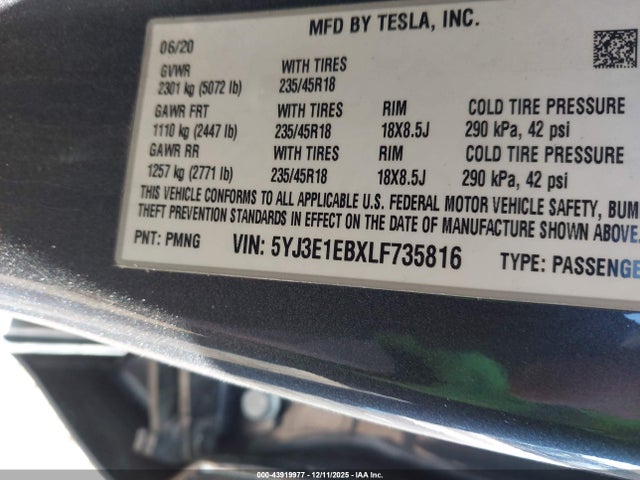 MFD BY TESLA, INC.
06/20
GVWR WITH TIRES
2301 kg (5072 lb) 235/45R18
GAWR FRT WITH TIRES RIM COLD TIRE PRESSURE
1110 kg (2447 lb) 235/45R18 18X8.5J 290 kPa, 42 psi
GAWR RR WITH TIRES RIM COLD TIRE PRESSURE
1257 kg (2771 lb) 235/45R18 18X8.5J 290 kPa, 42 psi
THIS VEHICLE CONFORMS TO ALL APPLICABLE U.S. FEDERAL MOTOR VEHICLE SAFETY, BUM
THEFT PREVENTION STANDARDS IN EFFECT ON THE DATE OF MANUFACTURE SHOWN ABOVE.
PNT: PMNG VIN: 5YJ3E1EBXLF735816 TYPE: PASSENGE
00-43919977 - 12/11/2025 - IAA Inc.